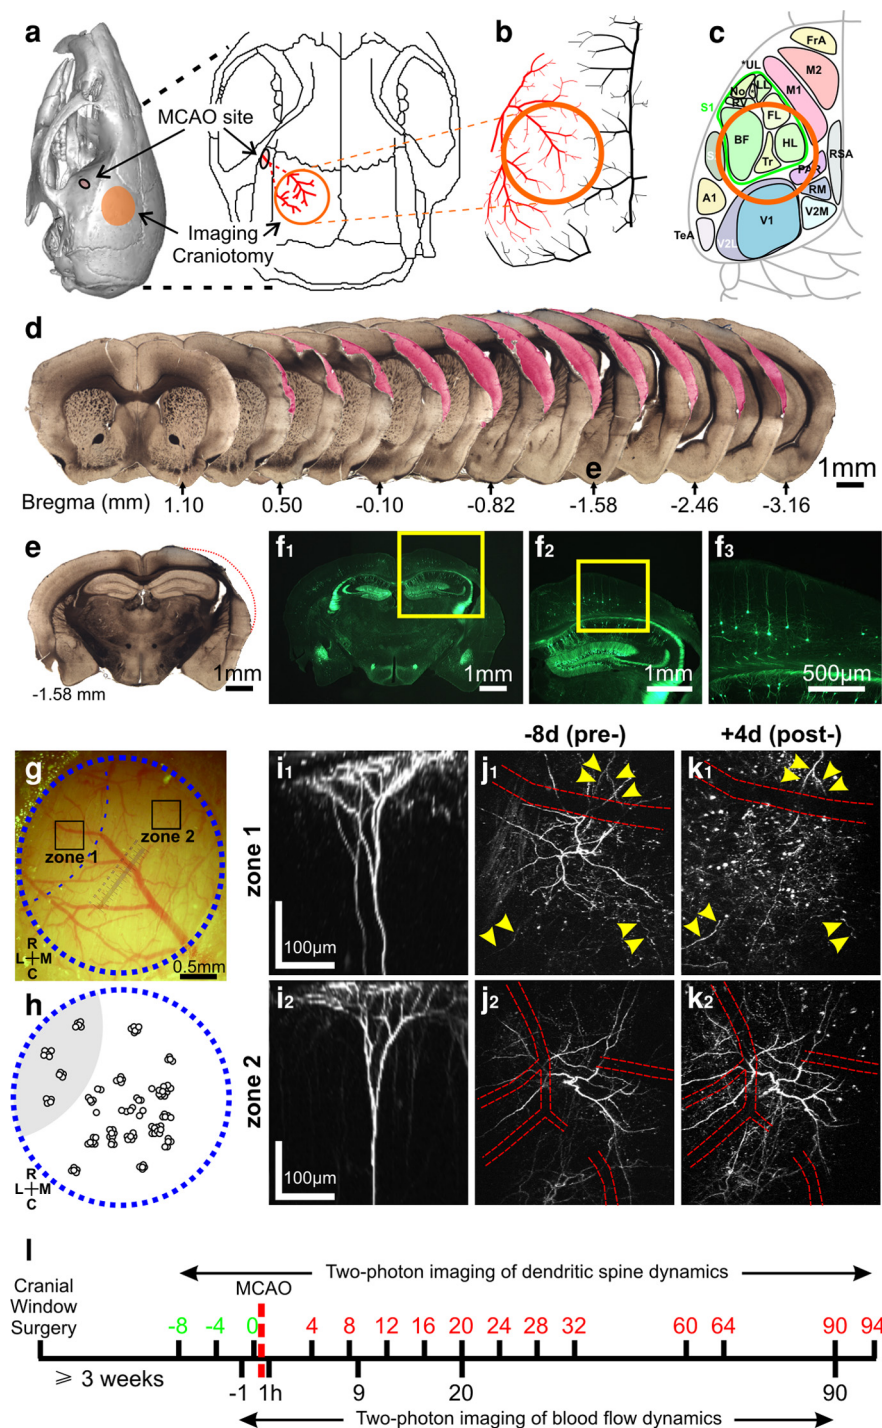 a
MCAO site
Imaging
Craniotomy
b
c
FrA
M2
M1
*UL
LL
No
RV
S1
FL
BF
HL
Tr
S
PAR
RSA
A1
RM
V1
V2M
TeA
V2L
d
e
1mm
Bregma (mm) 1.10 0.50 -0.10 -0.82 -1.58 -2.46 -3.16
e
-1.58 mm
1mm
f1
1mm
f2
1mm
f3
500µm
-8d (pre-) +4d (post-)
g
zone 1
zone 2
R
L M
C
0.5mm
h
R
L M
C
zone 1
i1
100µm
j1
k1
zone 2
i2
100µm
j2
k2
l
Two-photon imaging of dendritic spine dynamics
Cranial
Window
Surgery
MCAO
-8 -4 0 4 8 12 16 20 24 28 32 60 64 90 94
⩾ 3 weeks
-1 1h 9 20 90
Two-photon imaging of blood flow dynamics